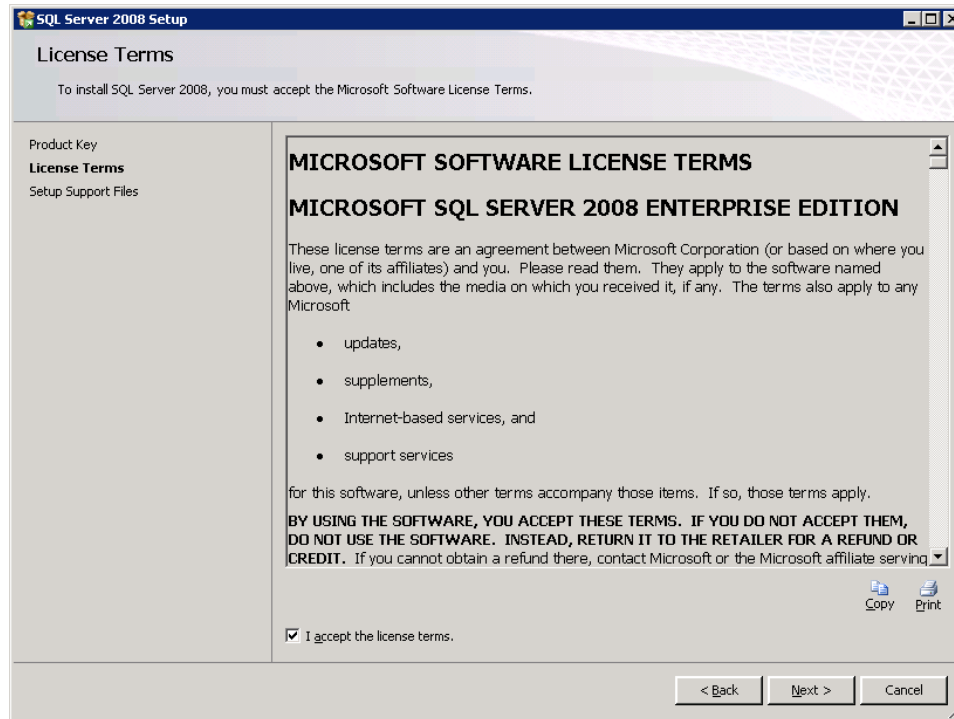 SQL Server 2008 Setup
License Terms
To install SQL Server 2008, you must accept the Microsoft Software License Terms.
Product Key
License Terms
Setup Support Files
MICROSOFT SOFTWARE LICENSE TERMS
MICROSOFT SQL SERVER 2008 ENTERPRISE EDITION
These license terms are an agreement between Microsoft Corporation (or based on where you
live, one of its affiliates) and you.  Please read them.  They apply to the software named
above, which includes the media on which you received it, if any.  The terms also apply to any
Microsoft
• updates,
• supplements,
• Internet-based services, and
• support services
for this software, unless other terms accompany those items.  If so, those terms apply.
BY USING THE SOFTWARE, YOU ACCEPT THESE TERMS.  IF YOU DO NOT ACCEPT THEM,
DO NOT USE THE SOFTWARE.  INSTEAD, RETURN IT TO THE RETAILER FOR A REFUND OR
CREDIT.  If you cannot obtain a refund there, contact Microsoft or the Microsoft affiliate serving
Copy Print
I accept the license terms.
< Back Next > Cancel